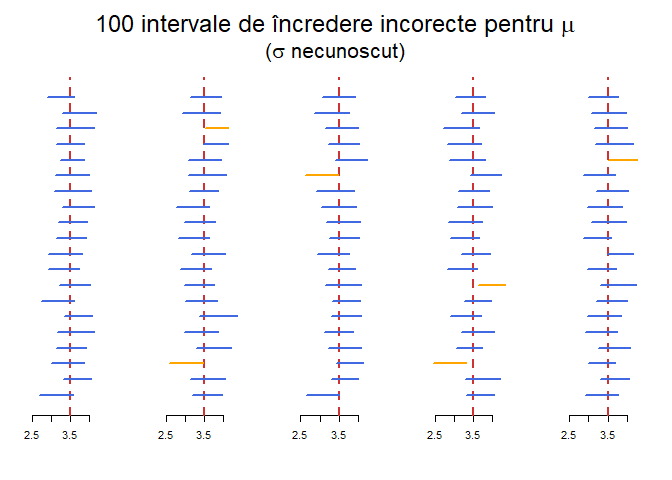 100 intervale de încredere incorecte pentru μ
(σ necunoscut)
2.5 3.5 2.5 3.5 2.5 3.5 2.5 3.5 2.5 3.5